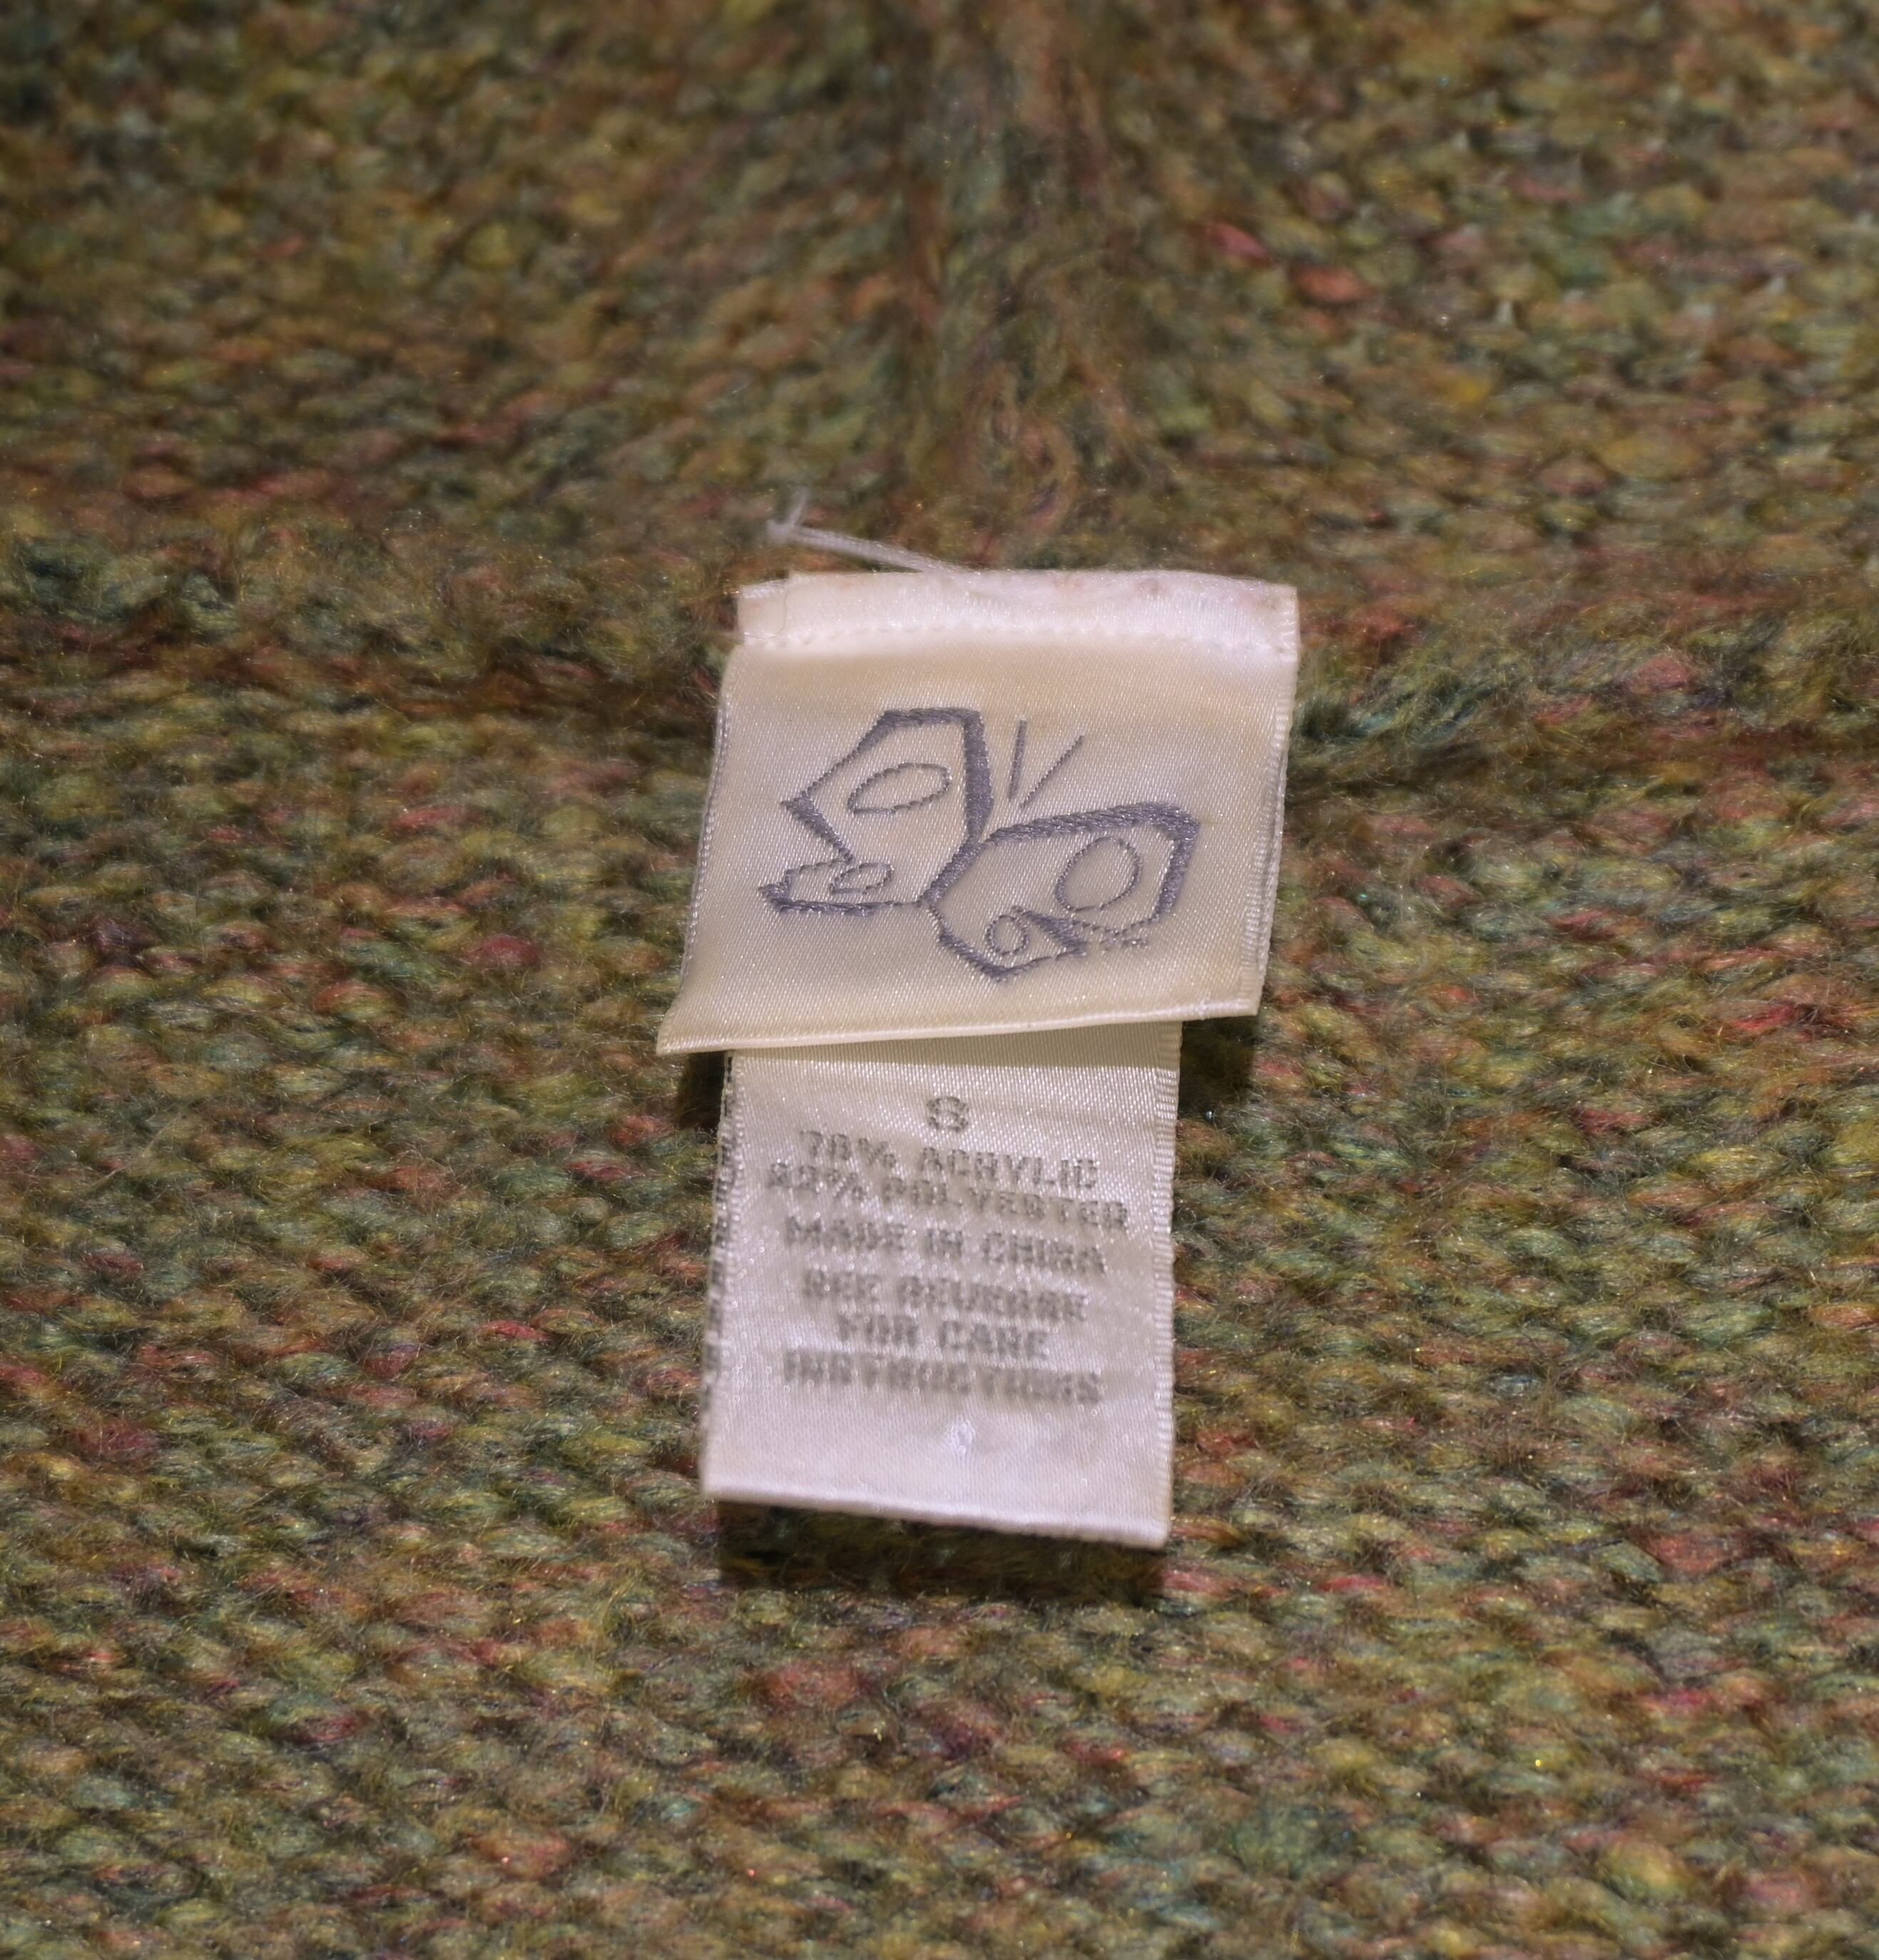 S
78% ACRYLIC
22% POLYESTER
MADE IN CHINA
SEE REVERSE
FOR CARE
INSTRUCTIONS